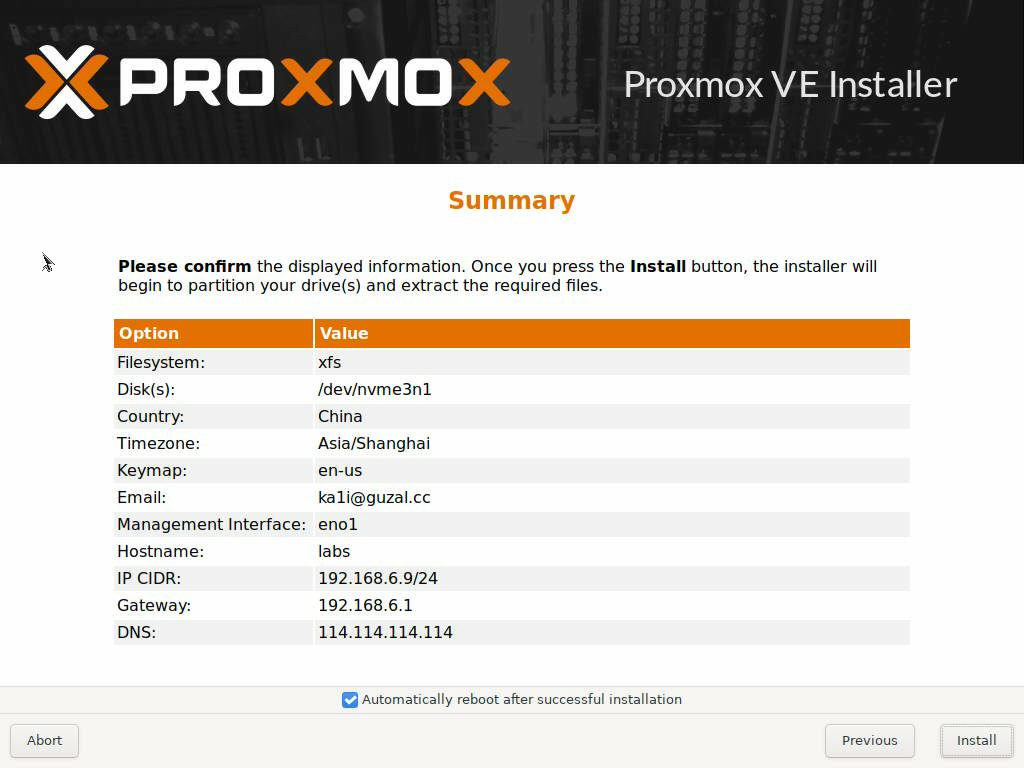 PROXMOX
Proxmox VE Installer
Summary
Please confirm the displayed information. Once you press the Install button, the installer will
begin to partition your drive(s) and extract the required files.
Option Value
Filesystem: xfs
Disk(s): /dev/nvme3n1
Country: China
Timezone: Asia/Shanghai
Keymap: en-us
Email: ka1i@guzal.cc
Management Interface: eno1
Hostname: labs
IP CIDR: 192.168.6.9/24
Gateway: 192.168.6.1
DNS: 114.114.114.114
Automatically reboot after successful installation
Abort Previous Install